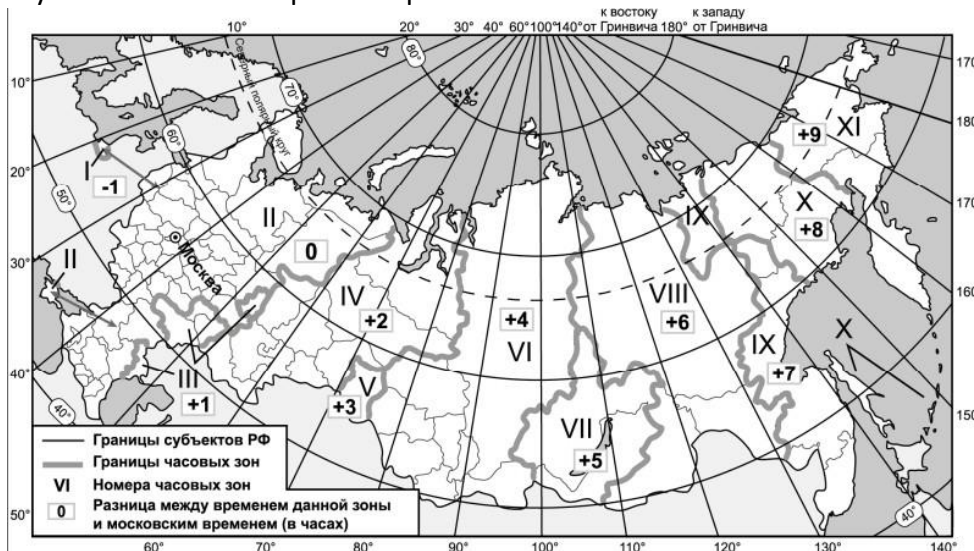 10° 20° 30° 40° 60° 100° 140° к востоку от Гринвича 180° к западу от Гринвича
80°
70°
60°
50°
40°
Северный полярный круг
10°
20°
30°
40°
50°
170°
170°
160°
150°
40°
I
-1
II
II
0
Москва
III
+1
IV
+2
V
+3
+4
VI
VII
+5
VIII
+6
IX
IX
+7
X
+8
X
+9
XI
Границы субъектов РФ
Границы часовых зон
VI Номера часовых зон
0 Разница между временем данной зоны
и московским временем (в часах)
60° 70° 80° 90° 100° 110° 120° 130° 140°